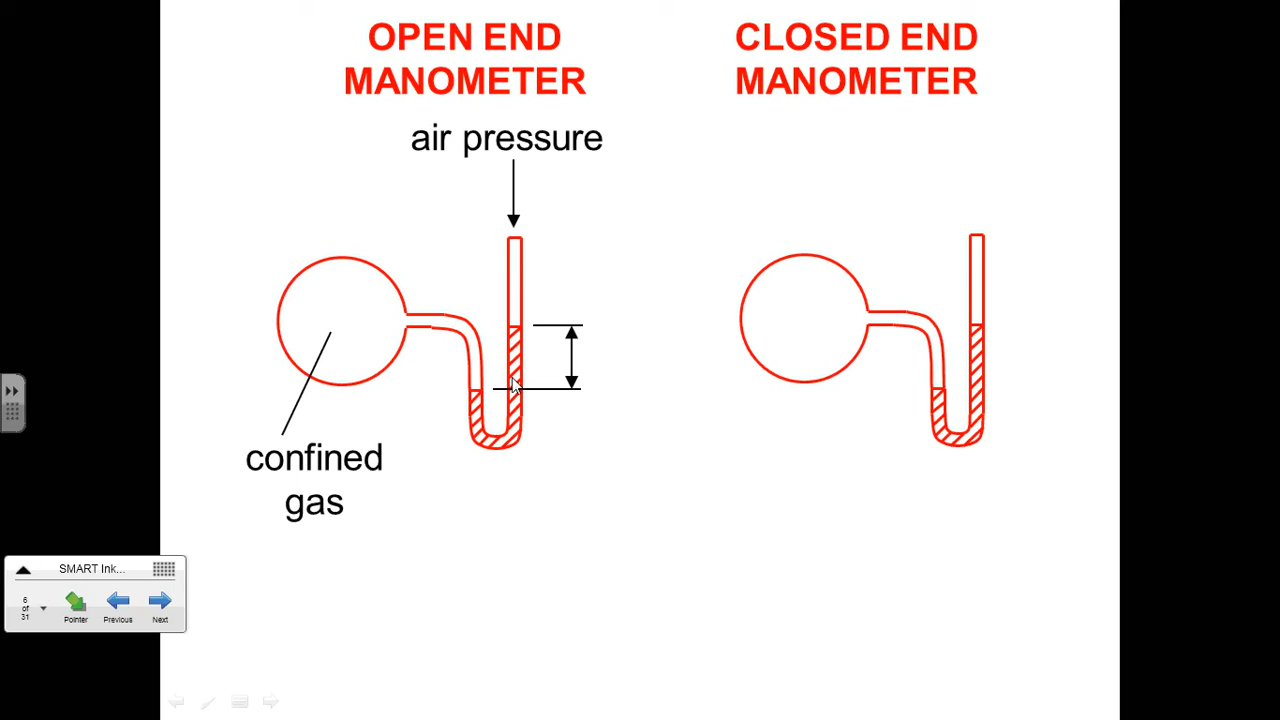 OPEN END
MANOMETER
CLOSED END
MANOMETER
air pressure
confined
gas
SMART Ink...
6
of
31
Pointer
Previous
Next